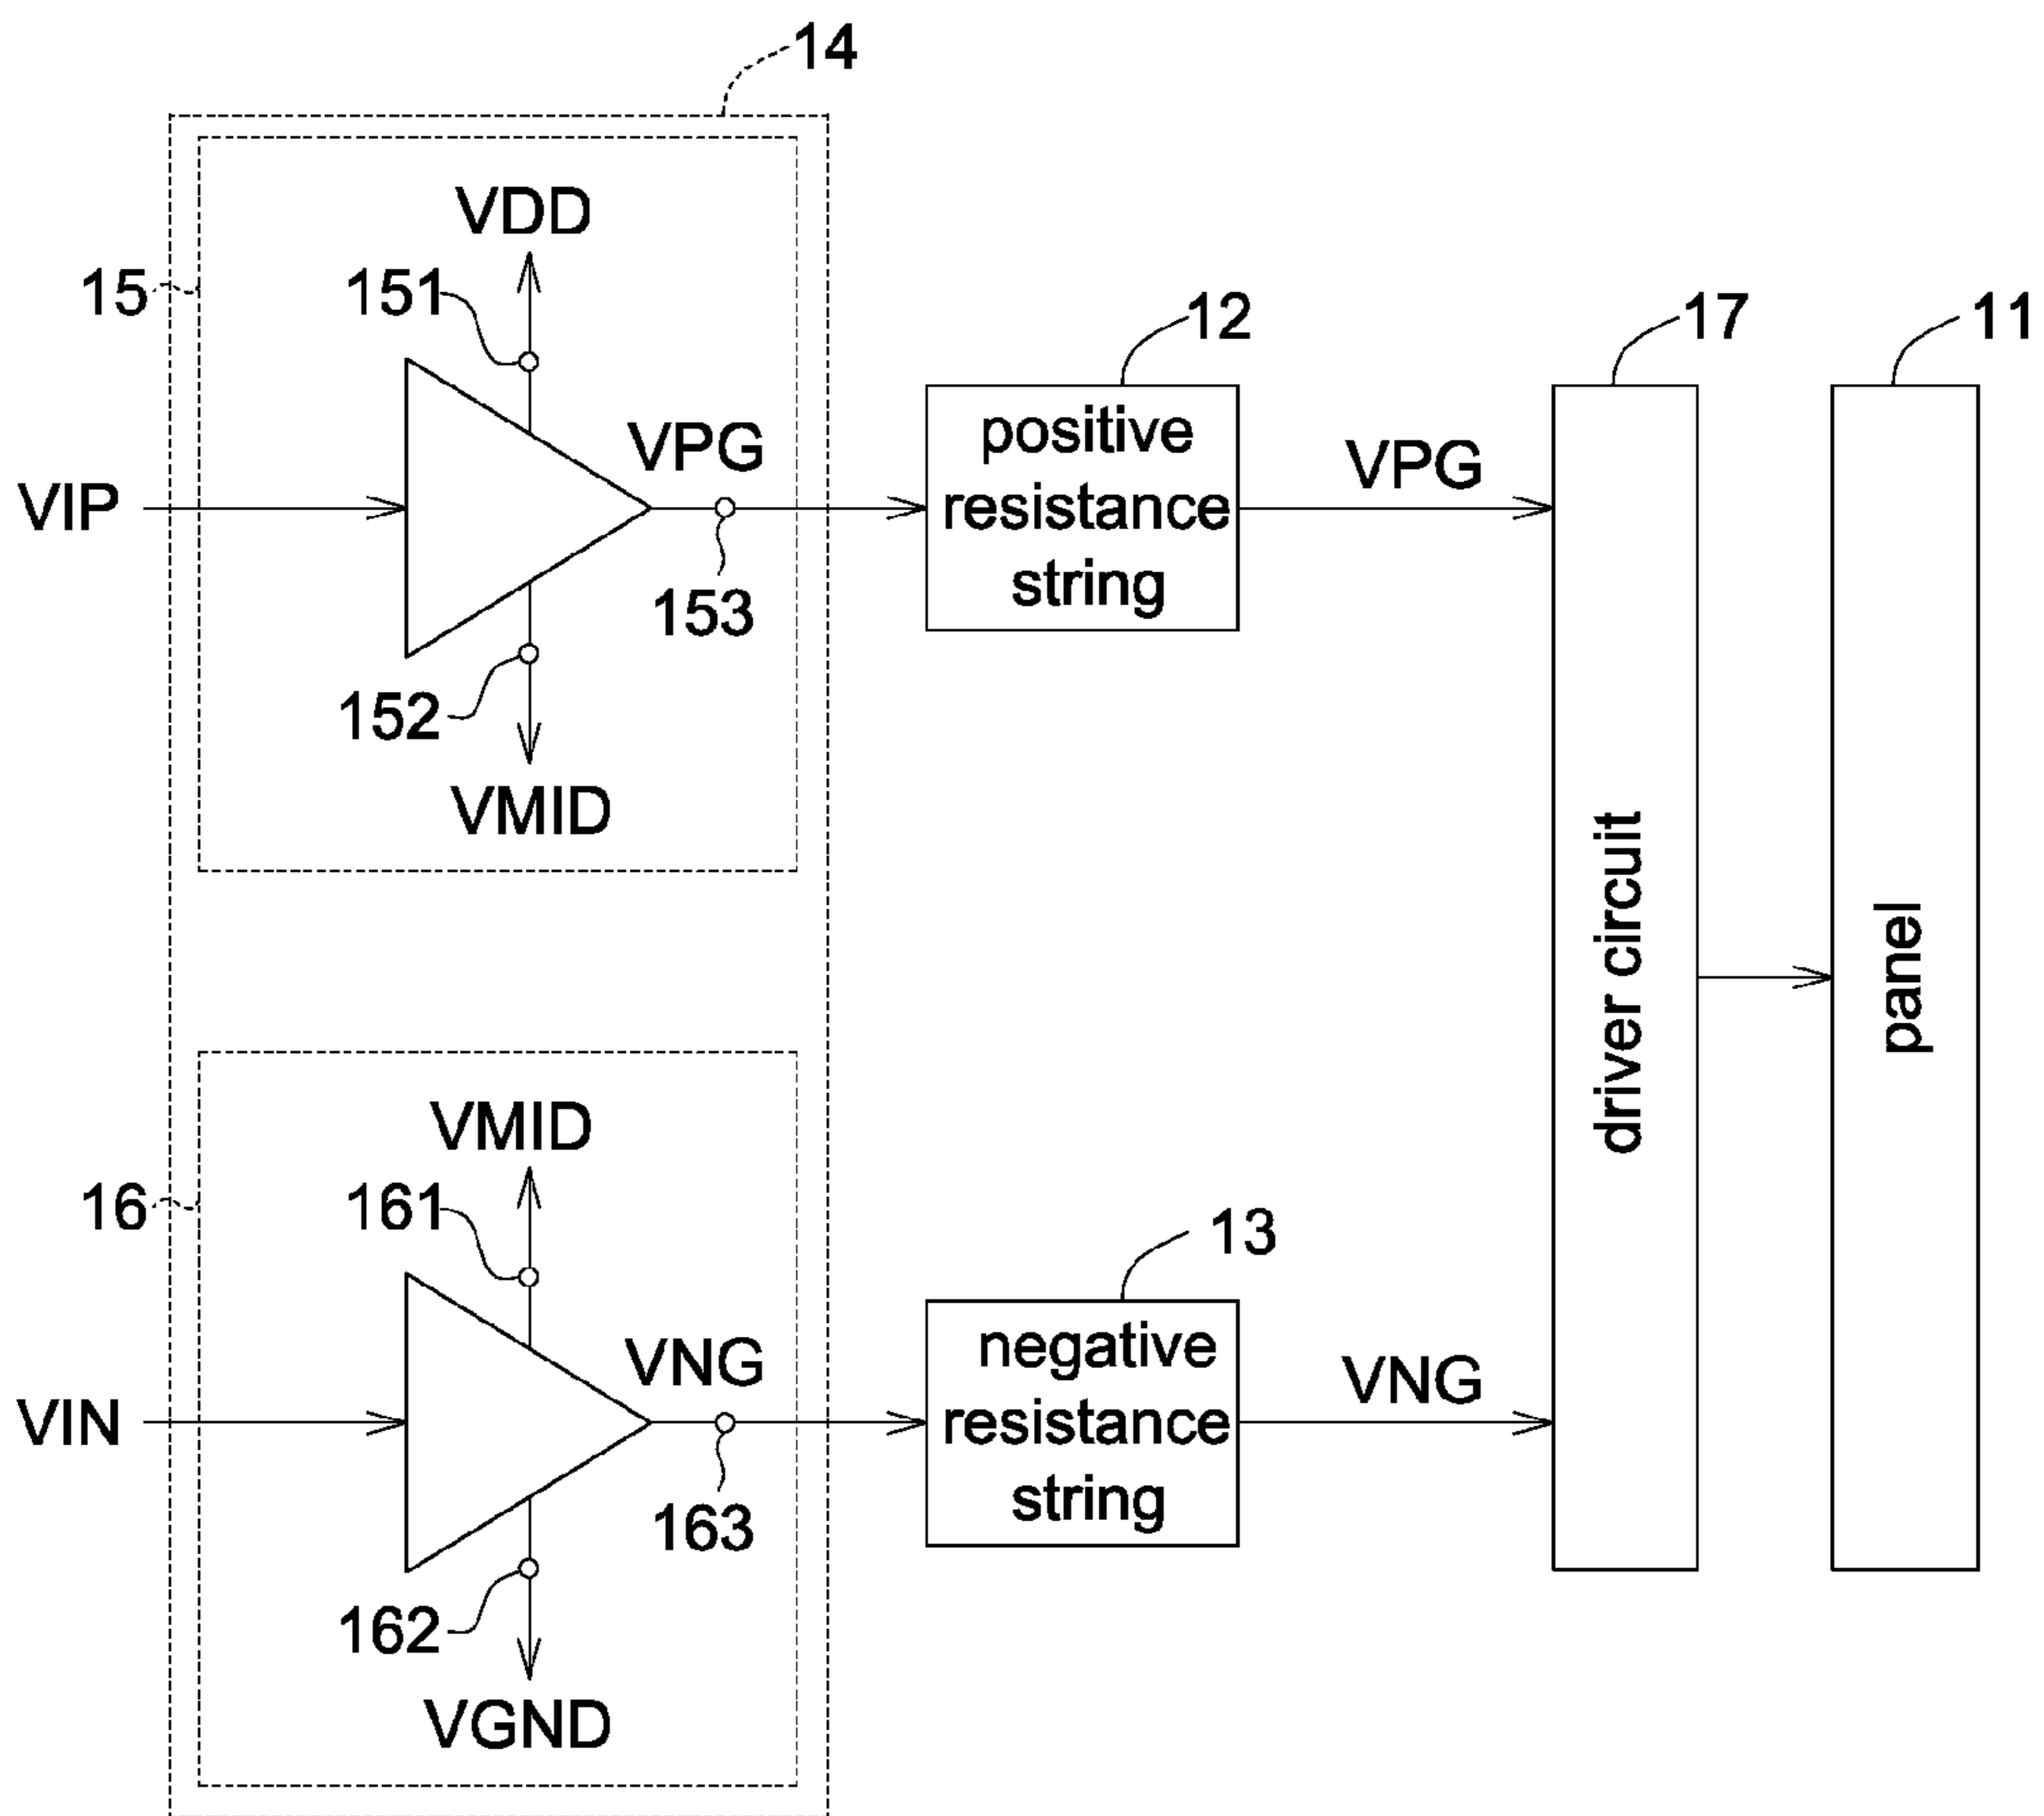 14
VDD
15
151
12
17
11
VPG
positive
resistance
string
VPG
VIP
153
152
VMID
driver circuit
panel
VMID
16
161
13
VNG
negative
resistance
string
VNG
VIN
163
162
VGND